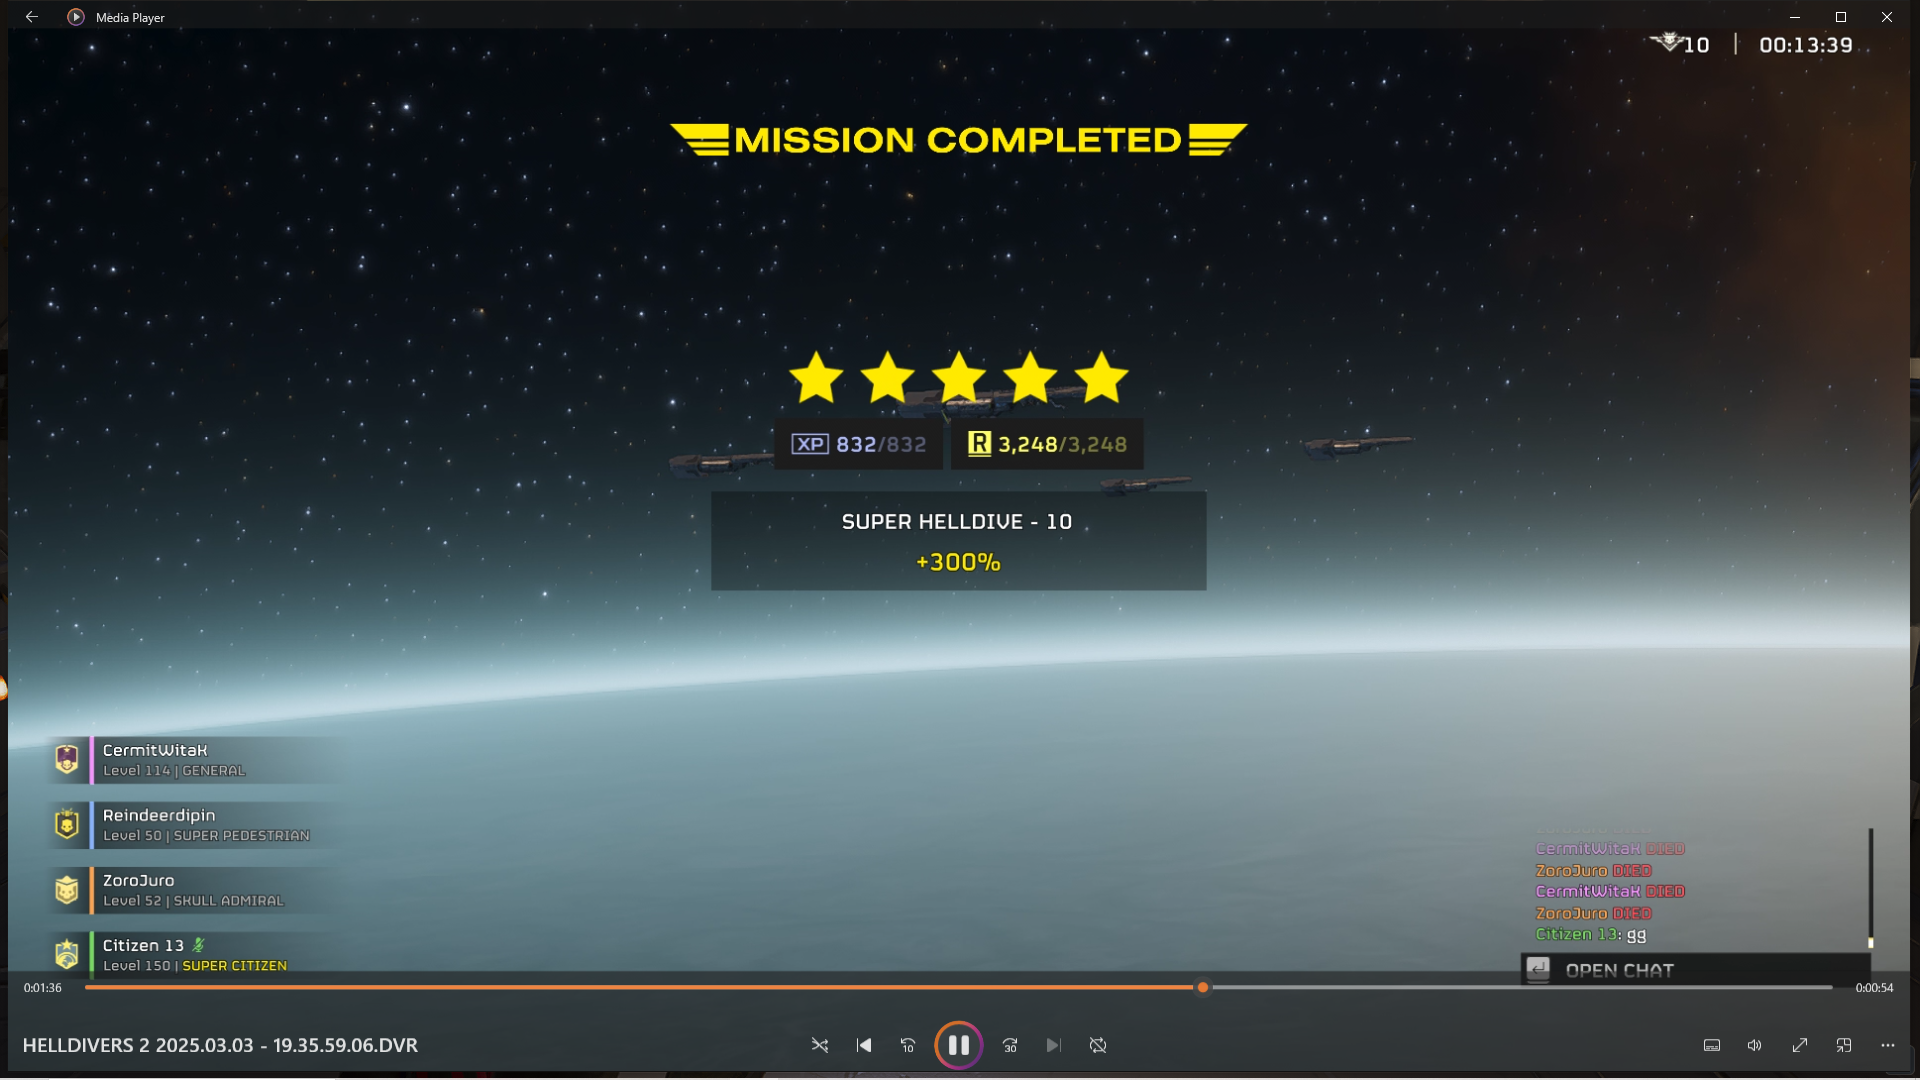 Media Player
10 | 00:13:39
MISSION COMPLETED
XP 832/832
R 3,248/3,248
SUPER HELLDIVE - 10
+300%
CermitWitaK
Level 114 | GENERAL
Reindeerdipin
Level 50 | SUPER PEDESTRIAN
ZoroJuro
Level 52 | SKULL ADMIRAL
Citizen 13
Level 150 | SUPER CITIZEN
ZoroJuro DIED
CermitWitaK DIED
ZoroJuro DIED
CermitWitaK DIED
ZoroJuro DIED
Citizen 13: gg
OPEN CHAT
0:01:36
0:00:54
HELLDIVERS 2 2025.03.03 - 19.35.59.06.DVR
10
30